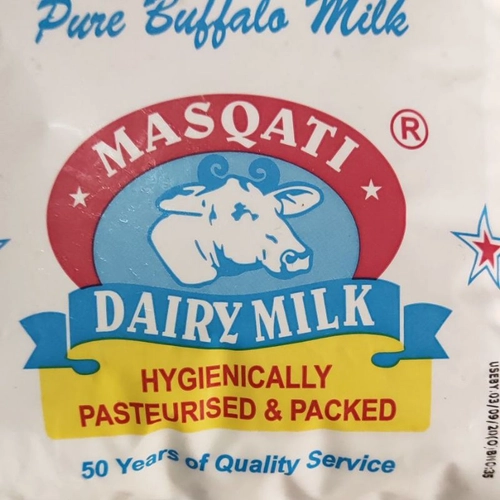 Pure Buffalo Milk
MASQATI
®
DAIRY MILK
HYGIENICALLY
PASTEURISED & PACKED
50 Years of Quality Service